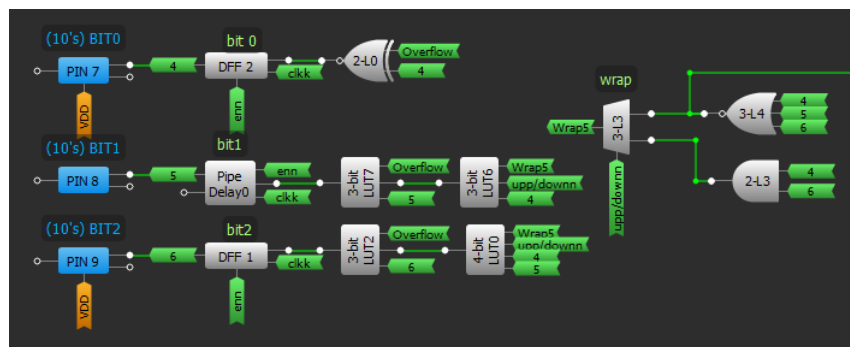 (10's) BIT0
PIN 7
VDD
4
bit 0
DFF 2
enn
clkk
2-L0
Overflow
4
(10's) BIT1
PIN 8
5
bit1
Pipe
Delay0
enn
clkk
3-bit
LUT7
Overflow
5
3-bit
LUT6
Wrap5
upp/downn
4
(10's) BIT2
PIN 9
VDD
6
bit2
DFF 1
enn
clkk
3-bit
LUT2
Overflow
6
4-bit
LUT0
Wrap5
upp/downn
4
5
wrap
Wrap5
3-L3
upp/downn
3-L4
4
5
6
2-L3
4
6